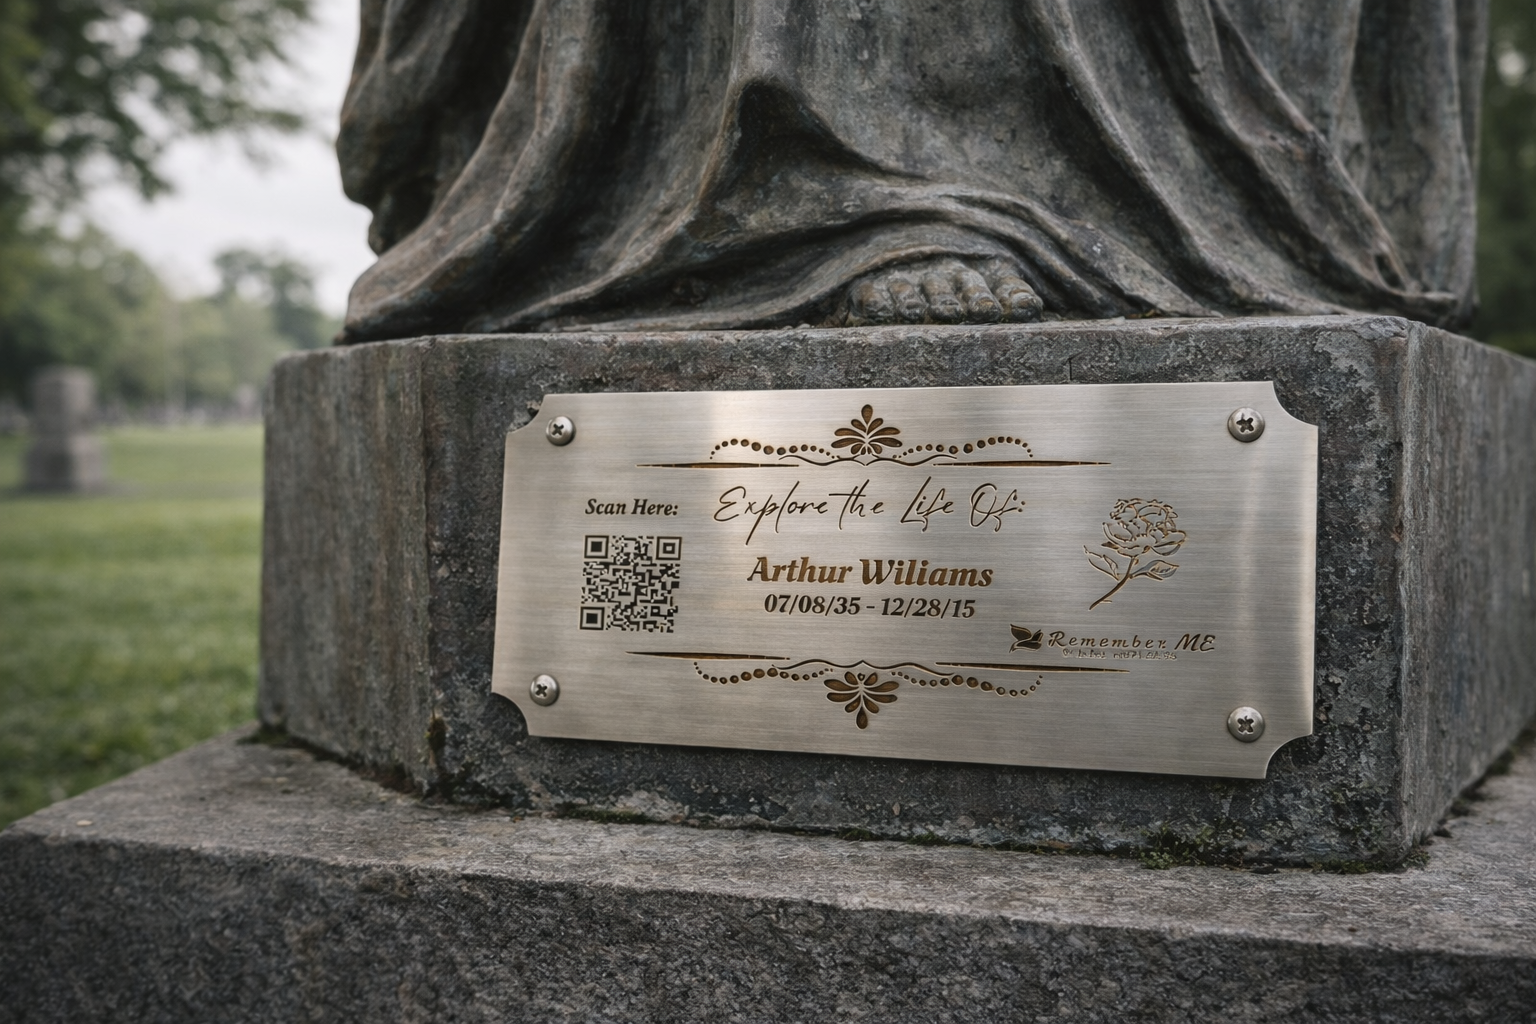 Explore the Life Of:
Scan Here:
Arthur Wiliams
07/08/35 - 12/28/15
Remember ME